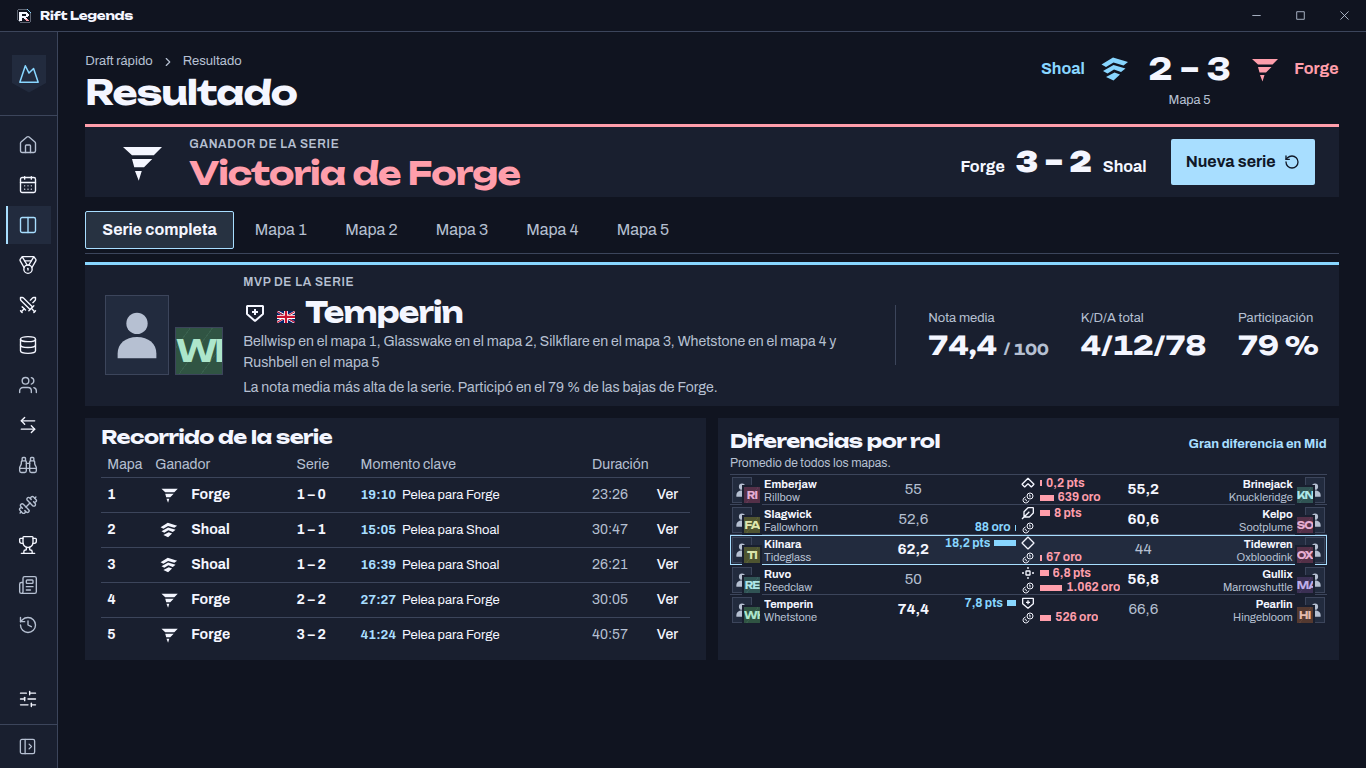 Rift Legends
Draft rápido > Resultado
Resultado
Shoal 2 – 3 Forge
Mapa 5
GANADOR DE LA SERIE
Victoria de Forge
Forge 3 – 2 Shoal
Nueva serie
Serie completa Mapa 1 Mapa 2 Mapa 3 Mapa 4 Mapa 5
MVP DE LA SERIE
WI
Temperin
Bellwisp en el mapa 1, Glasswake en el mapa 2, Silkflare en el mapa 3, Whetstone en el mapa 4 y
Rushbell en el mapa 5
La nota media más alta de la serie. Participó en el 79 % de las bajas de Forge.
Nota media K/D/A total Participación
74,4 / 100 4/12/78 79 %
Recorrido de la serie
Mapa Ganador Serie Momento clave Duración
1 Forge 1 – 0 19:10 Pelea para Forge 23:26 Ver
2 Shoal 1 – 1 15:05 Pelea para Shoal 30:47 Ver
3 Shoal 1 – 2 16:39 Pelea para Shoal 26:21 Ver
4 Forge 2 – 2 27:27 Pelea para Forge 30:05 Ver
5 Forge 3 – 2 41:24 Pelea para Forge 40:57 Ver
Diferencias por rol Gran diferencia en Mid
Promedio de todos los mapas.
Emberjaw 55 0,2 pts 55,2 Brinejack
RI Rillbow 639 oro Knuckleridge KN
Slagwick 52,6 8 pts 60,6 Kelpo
FA Fallowhorn 88 oro Sootplume SO
Kilnara 62,2 18,2 pts 44 Tidewren
TI Tideglass 67 oro Oxbloodink OX
Ruvo 50 6,8 pts 56,8 Gullix
RE Reedclaw 1.062 oro Marrowshuttle MA
Temperin 74,4 7,8 pts 66,6 Pearlin
WI Whetstone 526 oro Hingebloom HI